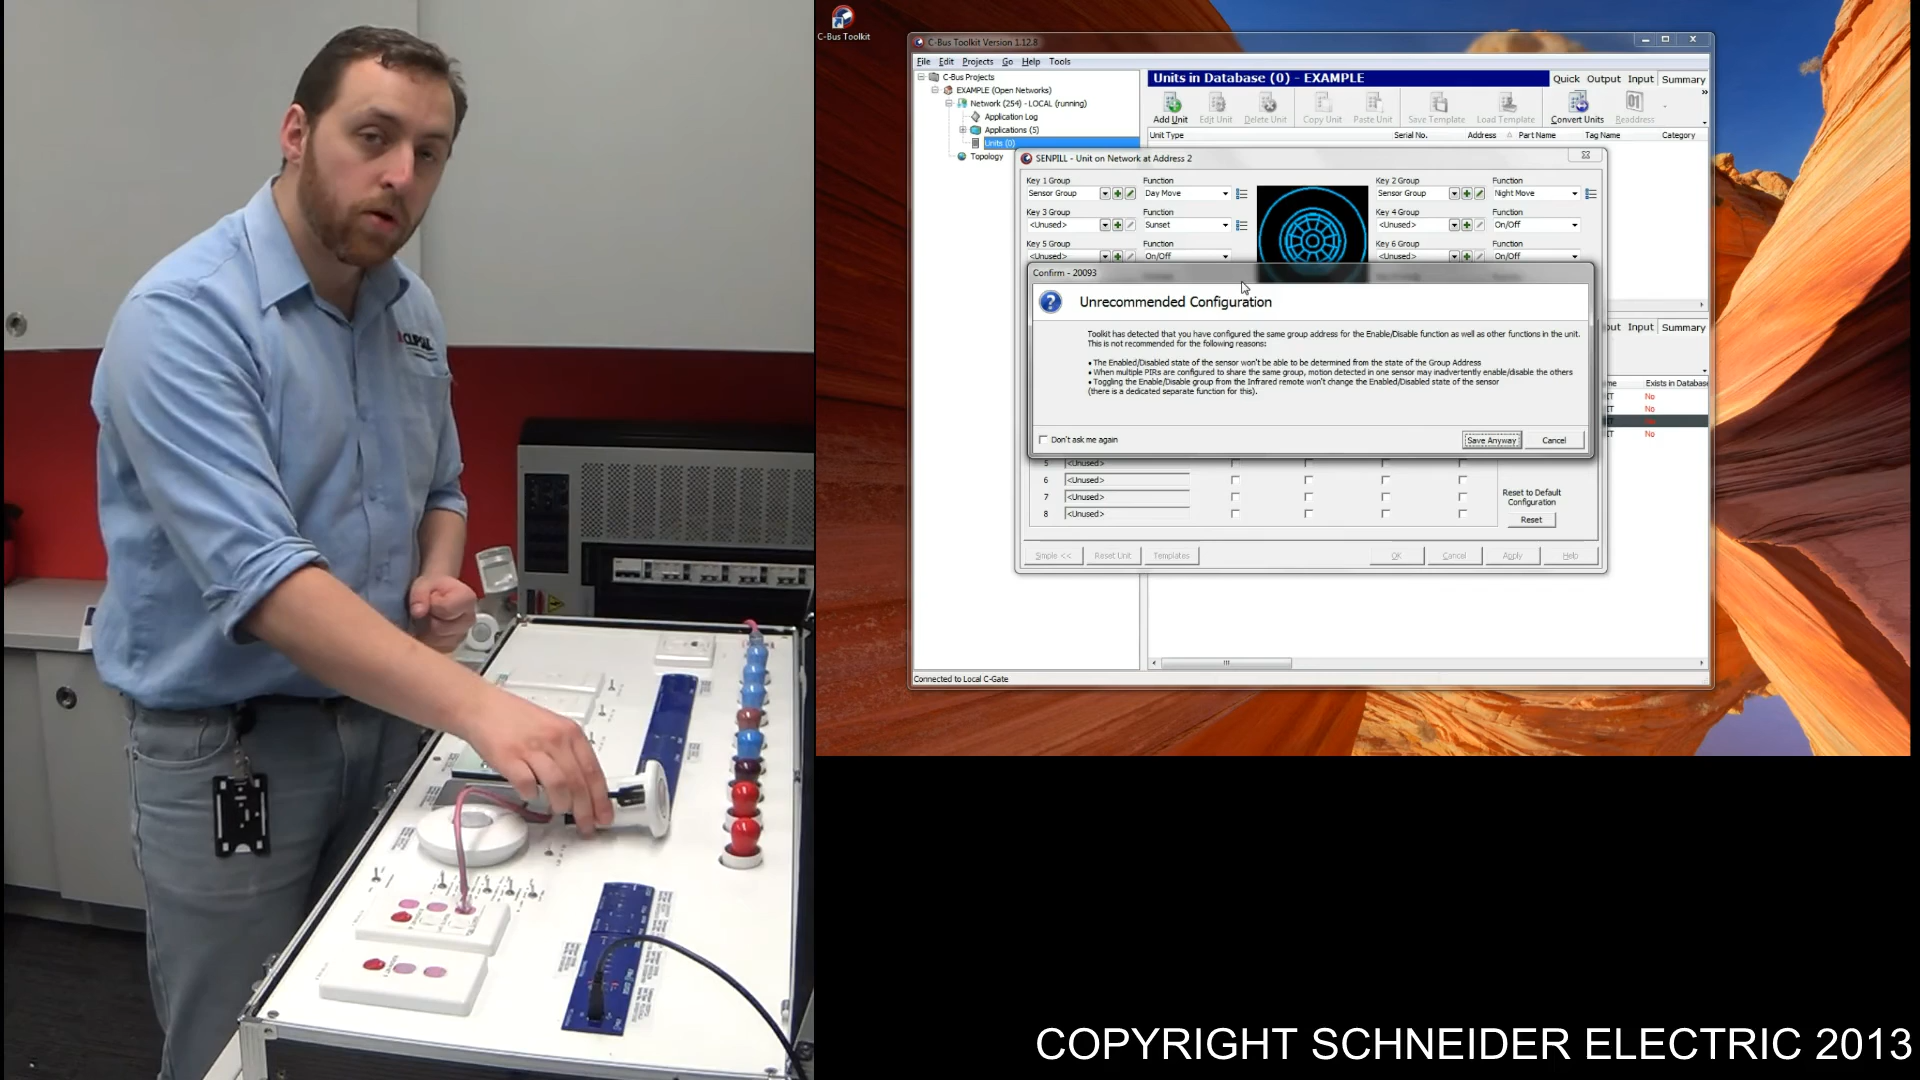 C-Bus Toolkit
C-Bus Toolkit Version 1.12.8
File Edit Projects Go Help Tools
C-Bus Projects
EXAMPLE (Open Networks)
Network (254) - LOCAL (running)
Application Log
Applications (5)
Units (0)
Topology
Units in Database (0) - EXAMPLE
Quick Output Input Summary
Add Unit Edit Unit Delete Unit Copy Unit Paste Unit Save Template Load Template Convert Units Readdress
Unit Type Serial No. Address Part Name Tag Name Category
SENPILL - Unit on Network at Address 2
Key 1 Group Function Key 2 Group Function
Sensor Group Day Move Sensor Group Night Move
Key 3 Group Function Key 4 Group Function
<Unused> Sunset <Unused> On/Off
Key 5 Group Function Key 6 Group Function
<Unused> On/Off <Unused> On/Off
Confirm - 20093
Unrecommended Configuration
Toolkit has detected that you have configured the same group address for the Enable/Disable function as well as other functions in the unit.
This is not recommended for the following reasons:
• The Enabled/Disabled state of the sensor won't be able to be determined from the state of the Group Address
• When multiple PIRs are configured to share the same group, motion detected in one sensor may inadvertently enable/disable the others
• Toggling the Enable/Disable group from the Infrared remote won't change the Enabled/Disabled state of the sensor
(there is a dedicated separate function for this).
Don't ask me again Save Anyway Cancel
Input Summary
Exists in Database
No
No
No
5 <Unused>
6 <Unused>
7 <Unused>
8 <Unused>
Reset to Default
Configuration
Reset
Simple << Reset Unit Templates OK Cancel Apply Help
Connected to Local C-Gate
CLIPSAL
COPYRIGHT SCHNEIDER ELECTRIC 2013